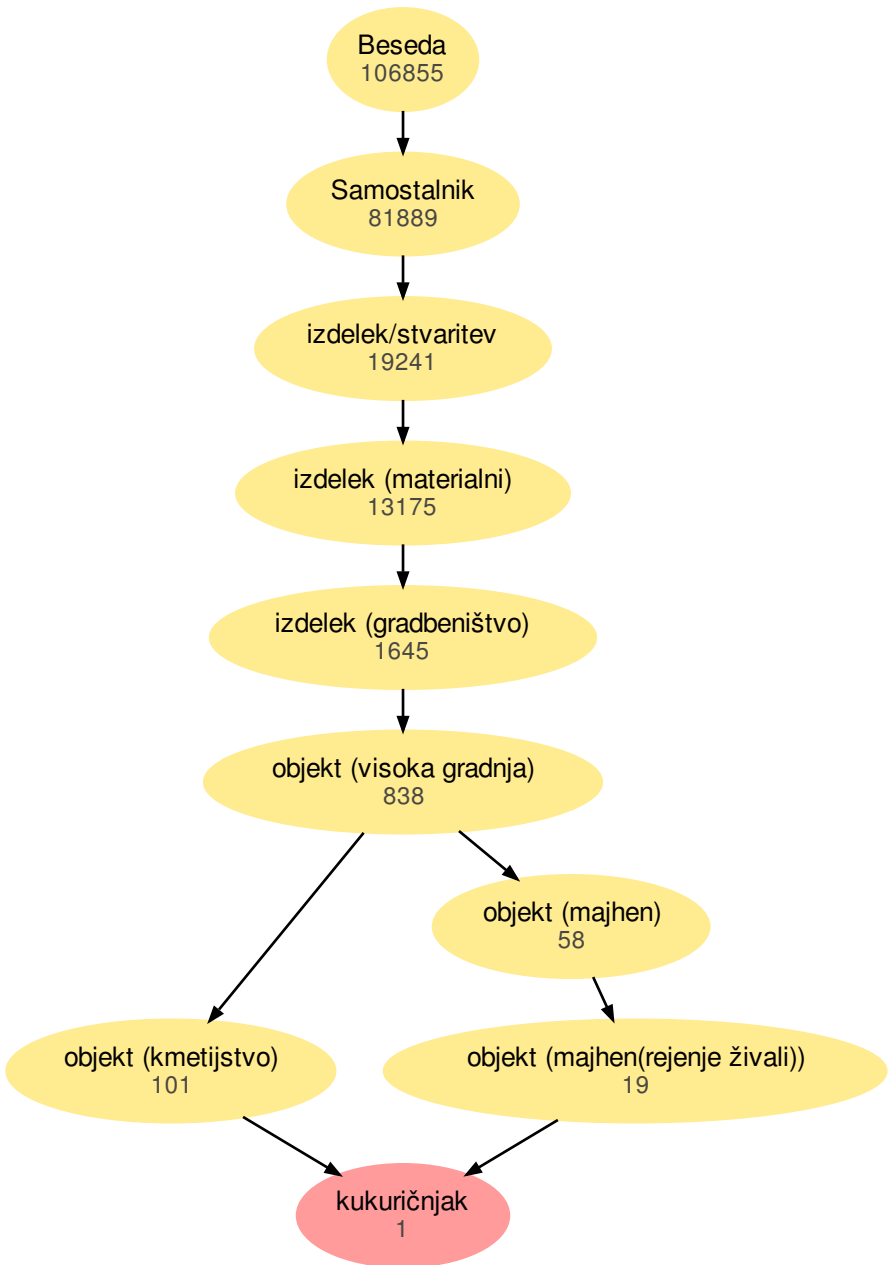 Beseda
106855
Samostalnik
81889
izdelek/stvaritev
19241
izdelek (materialni)
13175
izdelek (gradbeništvo)
1645
objekt (visoka gradnja)
838
objekt (majhen)
58
objekt (kmetijstvo)
101
objekt (majhen(rejenje živali))
19
kukuričnjak
1